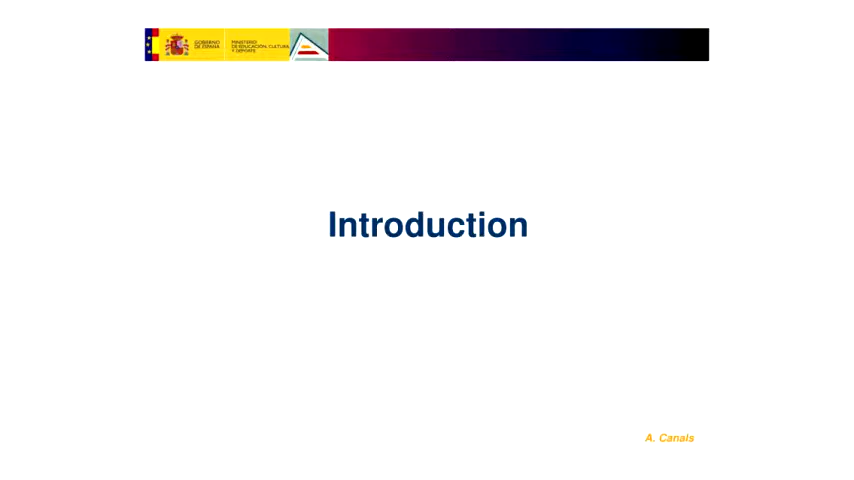 GOBIERNO MINISTERIO
DE ESPAÑA DE EDUCACIÓN, CULTURA
Y DEPORTE
Introduction
A. Canals